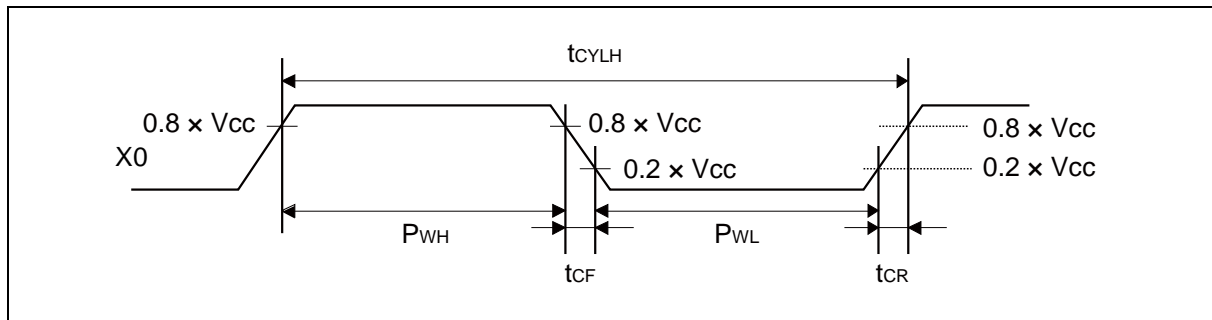 tCYLH
0.8 × Vcc
0.8 × Vcc
0.8 × Vcc
X0
0.2 × Vcc
0.2 × Vcc
PWH
PWL
tCF
tCR